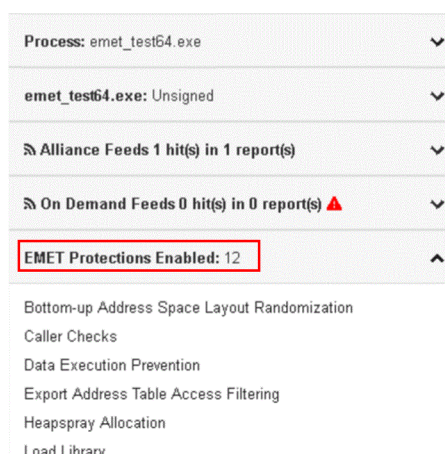 Process: emet_test64.exe
emet_test64.exe: Unsigned
Alliance Feeds 1 hit(s) in 1 report(s)
On Demand Feeds 0 hit(s) in 0 report(s)
EMET Protections Enabled: 12
Bottom-up Address Space Layout Randomization
Caller Checks
Data Execution Prevention
Export Address Table Access Filtering
Heapspray Allocation
Load Library